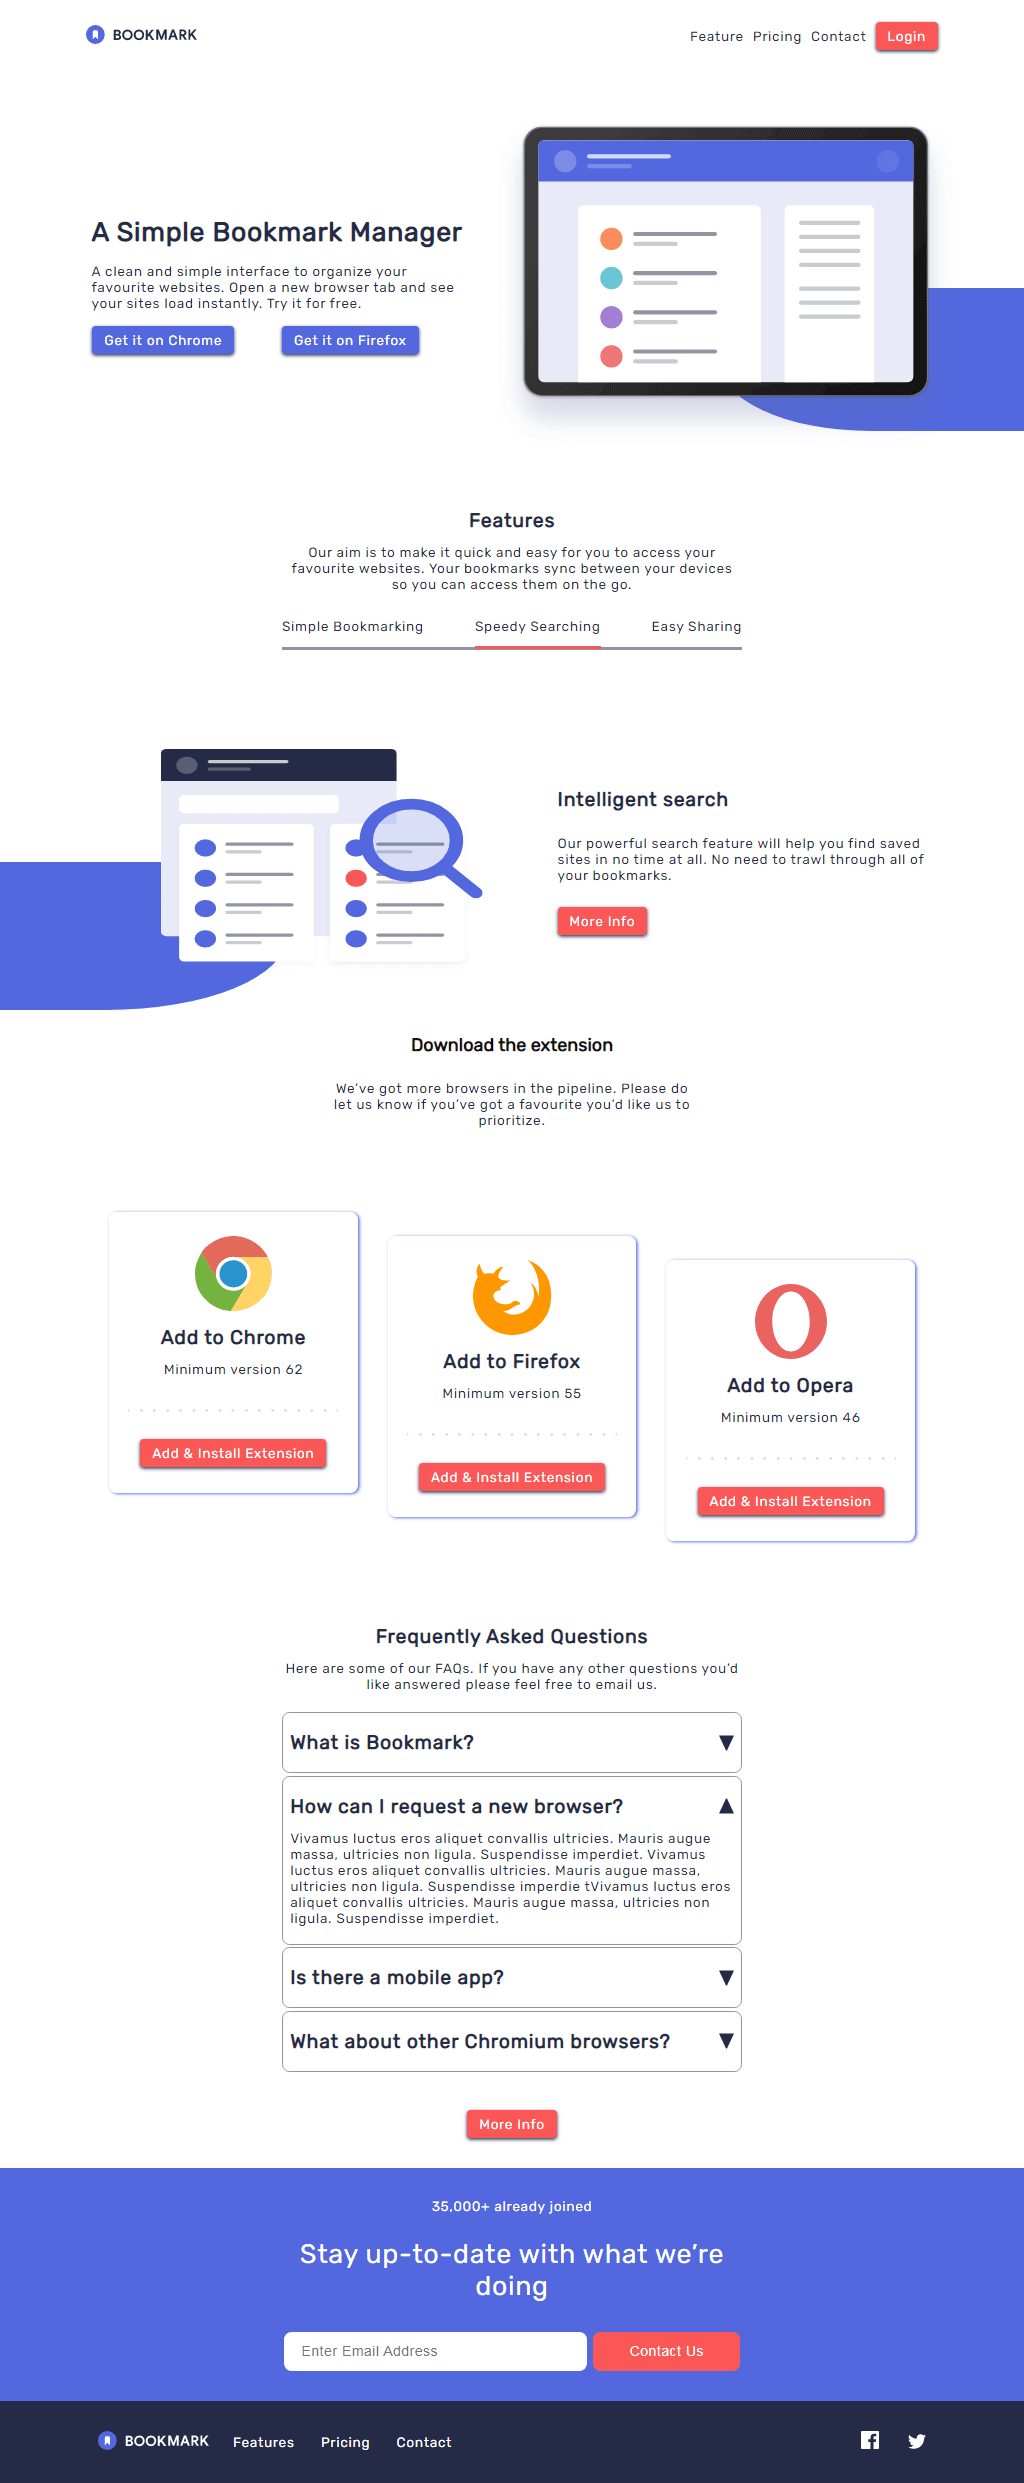 BOOKMARK
Feature Pricing Contact Login
A Simple Bookmark Manager
A clean and simple interface to organize your
favourite websites. Open a new browser tab and see
your sites load instantly. Try it for free.
Get it on Chrome Get it on Firefox
Features
Our aim is to make it quick and easy for you to access your
favourite websites. Your bookmarks sync between your devices
so you can access them on the go.
Simple Bookmarking Speedy Searching Easy Sharing
Intelligent search
Our powerful search feature will help you find saved
sites in no time at all. No need to trawl through all of
your bookmarks.
More Info
Download the extension
We’ve got more browsers in the pipeline. Please do
let us know if you’ve got a favourite you’d like us to
prioritize.
Add to Chrome
Minimum version 62
Add & Install Extension
Add to Firefox
Minimum version 55
Add & Install Extension
Add to Opera
Minimum version 46
Add & Install Extension
Frequently Asked Questions
Here are some of our FAQs. If you have any other questions you’d
like answered please feel free to email us.
What is Bookmark?
How can I request a new browser?
Vivamus luctus eros aliquet convallis ultricies. Mauris augue
massa, ultricies non ligula. Suspendisse imperdiet. Vivamus
luctus eros aliquet convallis ultricies. Mauris augue massa,
ultricies non ligula. Suspendisse imperdie tVivamus luctus eros
aliquet convallis ultricies. Mauris augue massa, ultricies non
ligula. Suspendisse imperdiet.
Is there a mobile app?
What about other Chromium browsers?
More Info
35,000+ already joined
Stay up-to-date with what we’re
doing
Enter Email Address Contact Us
BOOKMARK Features Pricing Contact